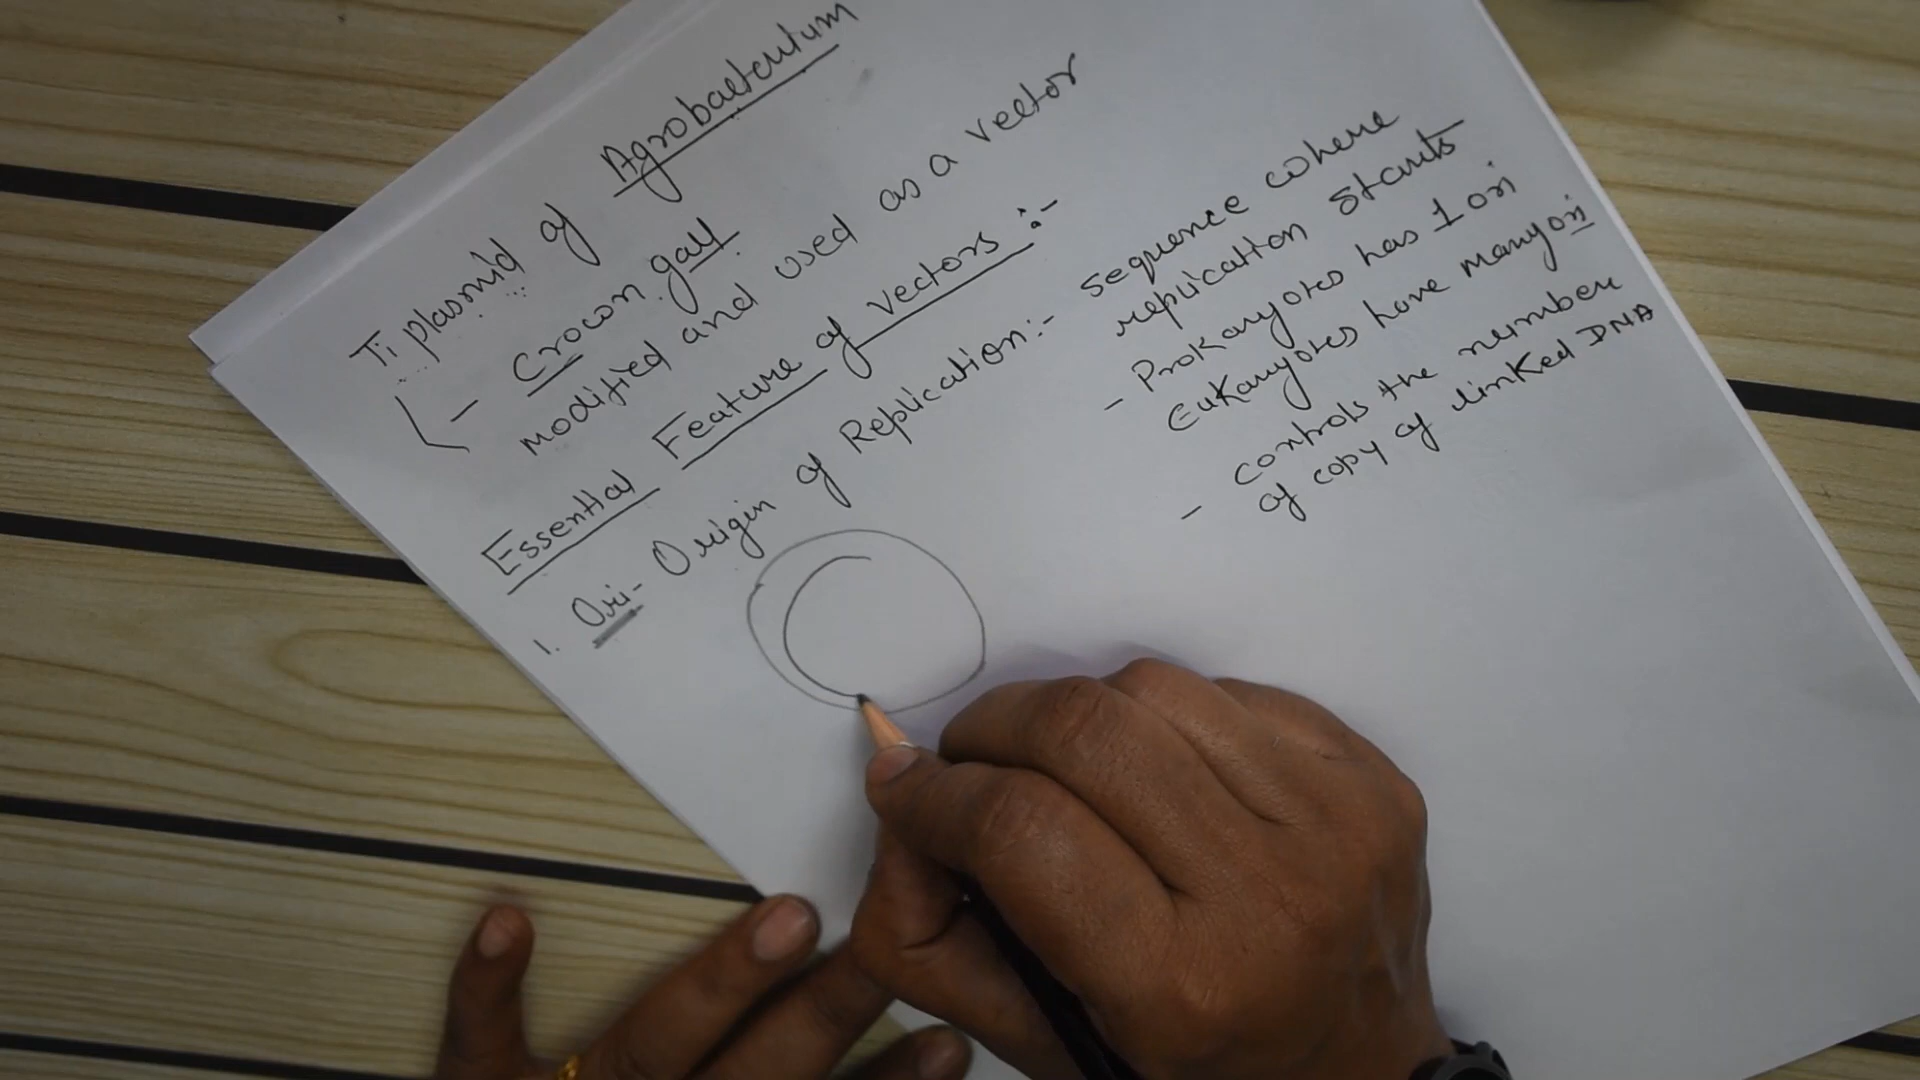 Ti plasmid of Agrobacterium
- Crown gall
modified and used as a vector
Essential Feature of vectors :-
1. Ori- Origin of Replication:- sequence where
replication starts
- Prokaryotes has 1 ori
Eukaryotes have many ori
- controls the number
of copy of linked DNA